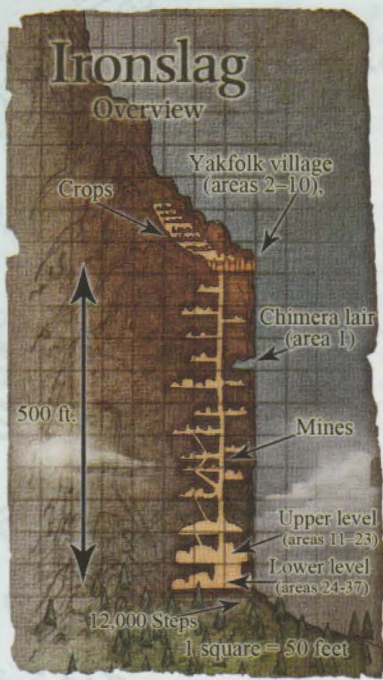 Ironslag
Overview
Yakfolk village
(areas 2–10),
Crops
Chimera lair
(area 1)
500 ft.
Mines
Upper level
(areas 11–23)
Lower level
(areas 24-37)
12,000 Steps
1 square = 50 feet